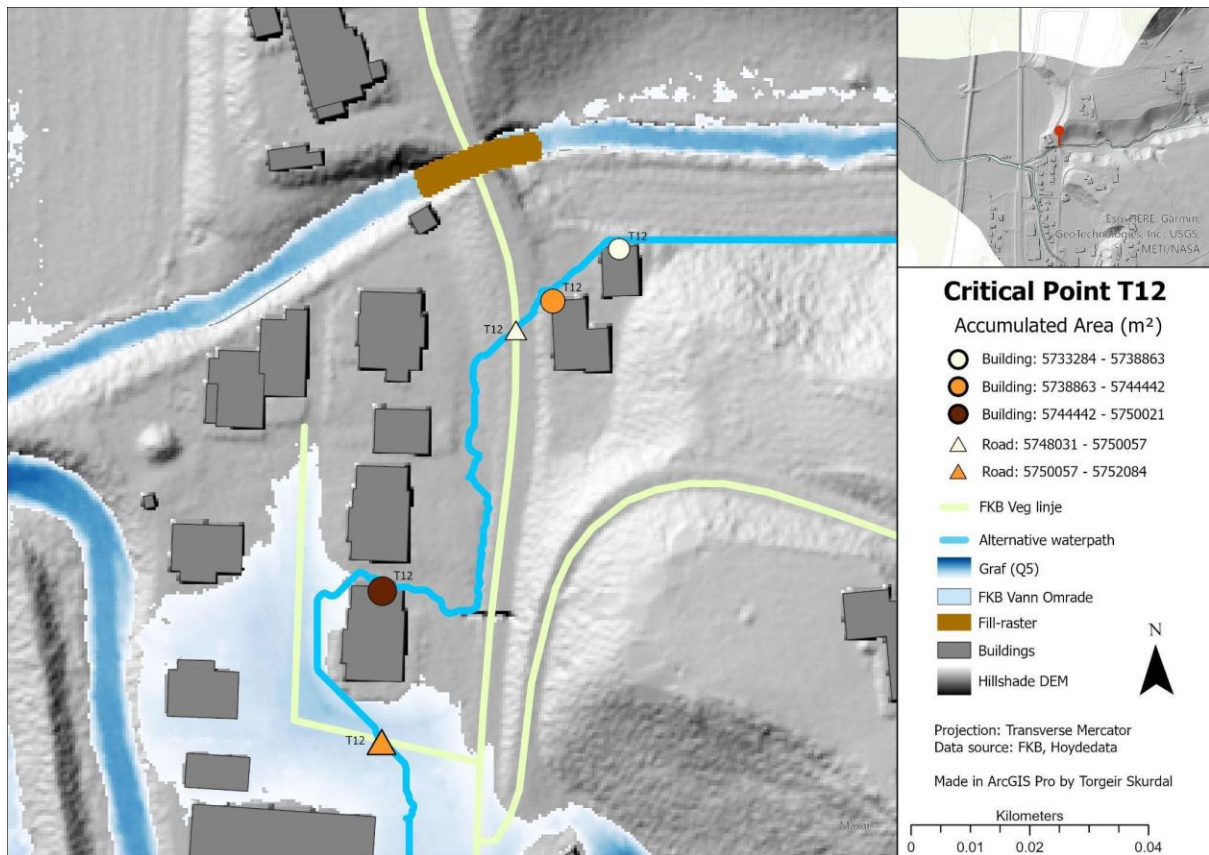 T12
T12
T12
T12
T12
Maxar
Esri, HERE, Garmin,
GeoTechnologies, Inc., USGS,
METI/NASA
Critical Point T12
Accumulated Area (m²)
Building: 5733284 - 5738863
Building: 5738863 - 5744442
Building: 5744442 - 5750021
Road: 5748031 - 5750057
Road: 5750057 - 5752084
FKB Veg linje
Alternative waterpath
Graf (Q5)
FKB Vann Omrade
Fill-raster
Buildings
Hillshade DEM
N
Projection: Transverse Mercator
Data source: FKB, Hoydedata
Made in ArcGIS Pro by Torgeir Skurdal
Kilometers
0 0.01 0.02 0.04